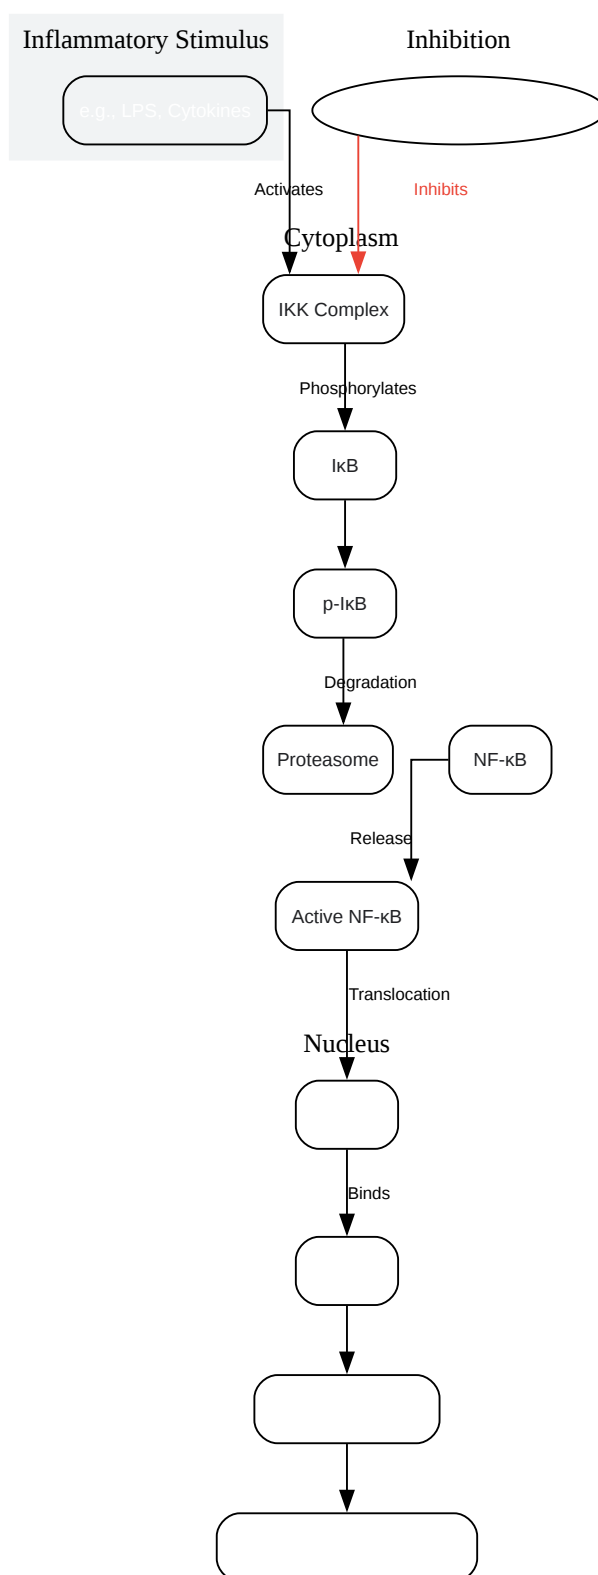 Inflammatory Stimulus
Inhibition
e.g., LPS, Cytokines
Activates
Inhibits
Cytoplasm
IKK Complex
Phosphorylates
IκB
p-IκB
Degradation
Proteasome
NF-κB
Release
Active NF-κB
Translocation
Nucleus
Binds